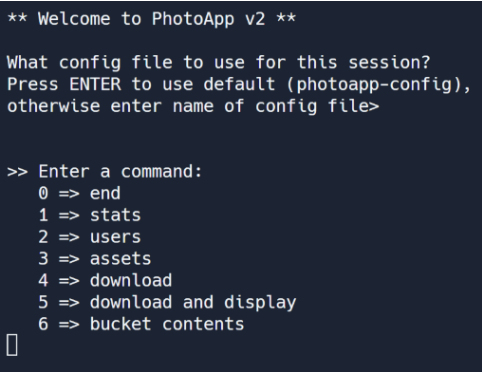 ** Welcome to PhotoApp v2 **
What config file to use for this session?
Press ENTER to use default (photoapp-config),
otherwise enter name of config file>
>> Enter a command:
0 => end
1 => stats
2 => users
3 => assets
4 => download
5 => download and display
6 => bucket contents